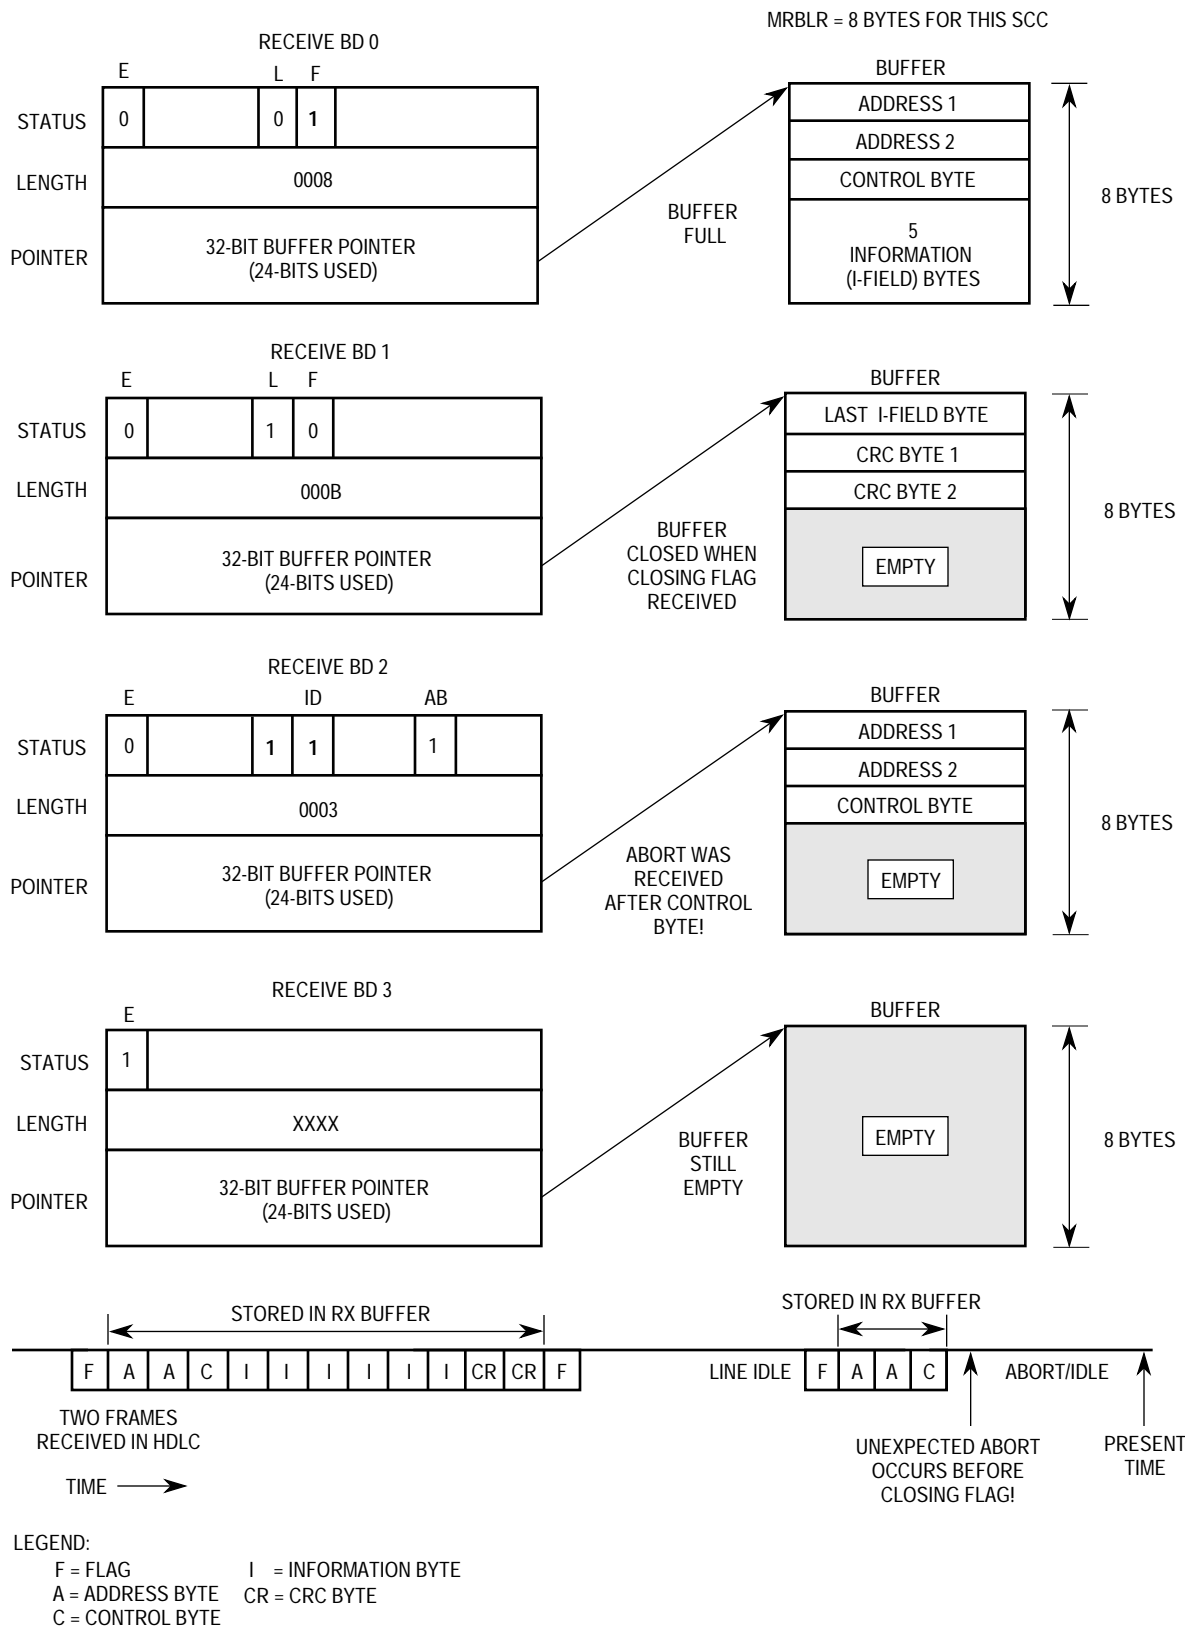 MRBLR = 8 BYTES FOR THIS SCC
RECEIVE BD 0
E L F
STATUS 0 0 1
LENGTH 0008
POINTER 32-BIT BUFFER POINTER
(24-BITS USED)
BUFFER
FULL
BUFFER
ADDRESS 1
ADDRESS 2
CONTROL BYTE
5
INFORMATION
(I-FIELD) BYTES
8 BYTES
RECEIVE BD 1
E L F
STATUS 0 1 0
LENGTH 000B
POINTER 32-BIT BUFFER POINTER
(24-BITS USED)
BUFFER
CLOSED WHEN
CLOSING FLAG
RECEIVED
BUFFER
LAST I-FIELD BYTE
CRC BYTE 1
CRC BYTE 2
EMPTY
8 BYTES
RECEIVE BD 2
E ID AB
STATUS 0 1 1 1
LENGTH 0003
POINTER 32-BIT BUFFER POINTER
(24-BITS USED)
ABORT WAS
RECEIVED
AFTER CONTROL
BYTE!
BUFFER
ADDRESS 1
ADDRESS 2
CONTROL BYTE
EMPTY
8 BYTES
RECEIVE BD 3
E
STATUS 1
LENGTH XXXX
POINTER 32-BIT BUFFER POINTER
(24-BITS USED)
BUFFER
STILL
EMPTY
BUFFER
EMPTY
8 BYTES
STORED IN RX BUFFER
STORED IN RX BUFFER
F A A C I I I I I I CR CR F LINE IDLE F A A C ABORT/IDLE
TWO FRAMES
RECEIVED IN HDLC
TIME
UNEXPECTED ABORT
OCCURS BEFORE
CLOSING FLAG!
PRESENT
TIME
LEGEND:
F = FLAG I = INFORMATION BYTE
A = ADDRESS BYTE CR = CRC BYTE
C = CONTROL BYTE